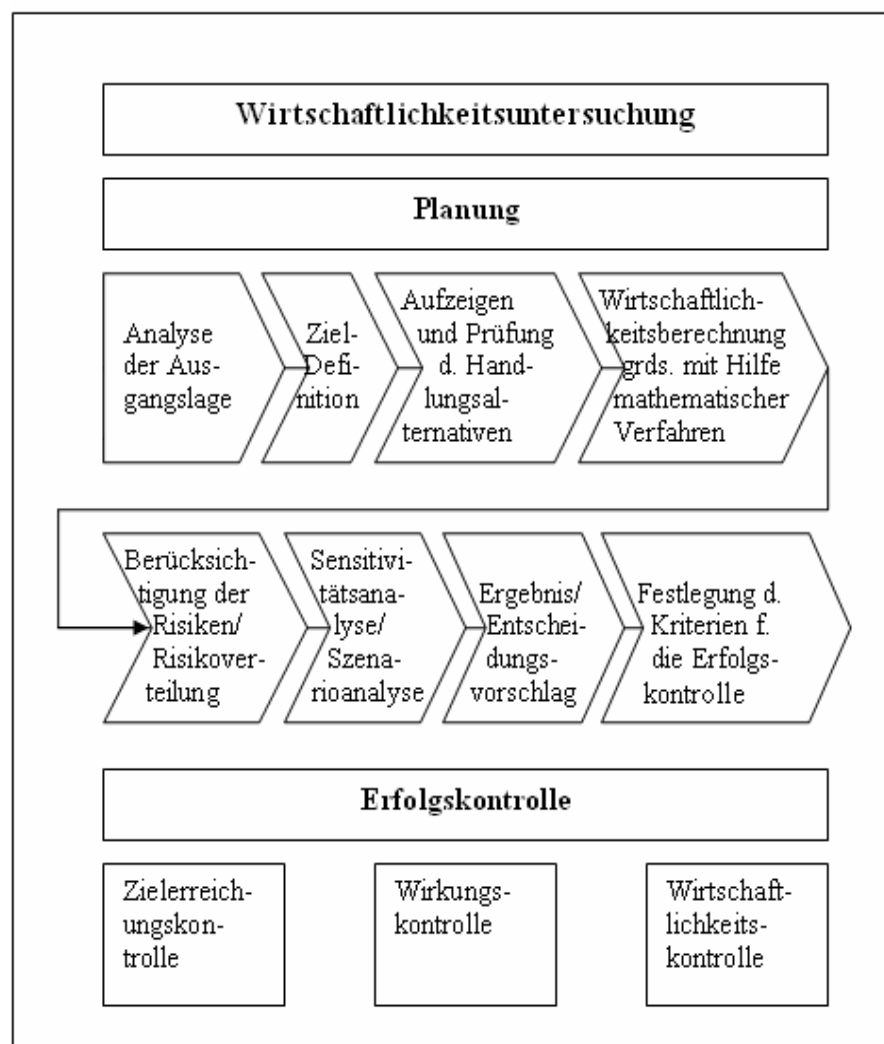 Wirtschaftlichkeitsuntersuchung
Planung
Analyse
der Aus-
gangslage
Ziel-
Defi-
nition
Aufzeigen
und Prüfung
d. Hand-
lungsal-
ternativen
Wirtschaftlich-
keitsberechnung
grds. mit Hilfe
mathematischer
Verfahren
Berücksich-
tigung der
Risiken/
Risikover-
teilung
Sensitivi-
tätsana-
lyse/
Szena-
rioanalyse
Ergebnis/
Entschei-
dungs-
vorschlag
Festlegung d.
Kriterien f.
die Erfolgs-
kontrolle
Erfolgskontrolle
Zielerreich-
ungskon-
trolle
Wirkungs-
kontrolle
Wirtschaft-
lichkeits-
kontrolle